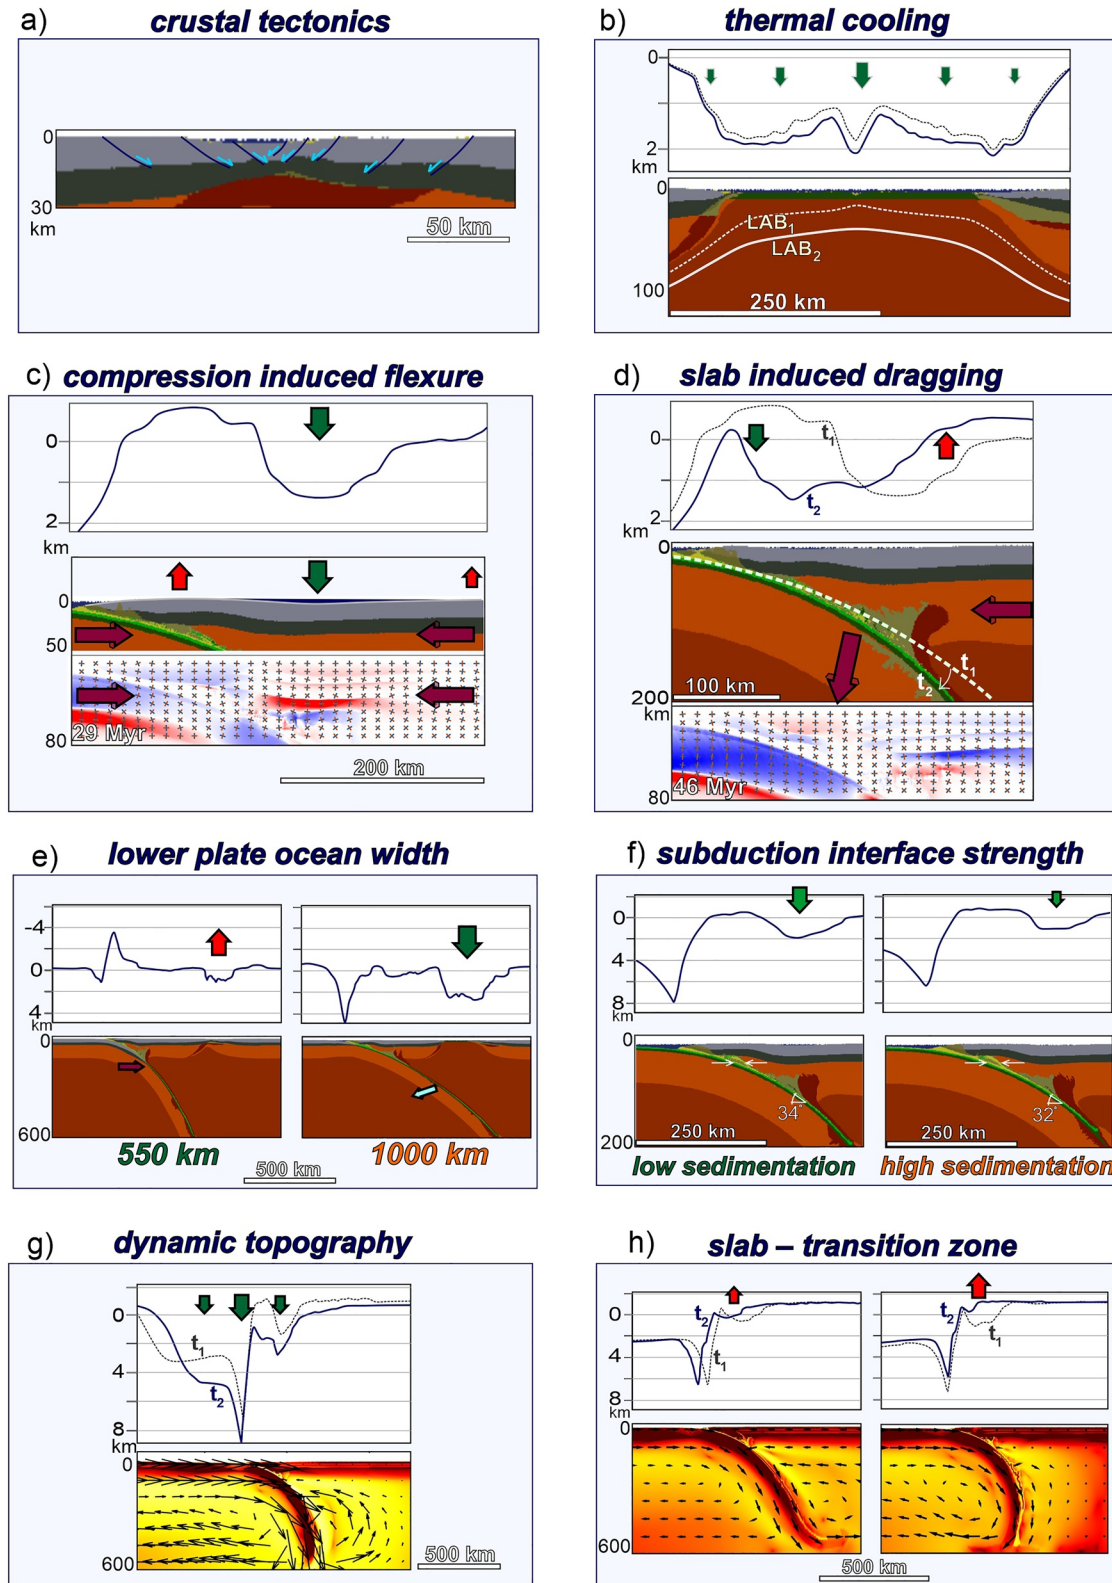 a) crustal tectonics
0
30
km
50 km
b) thermal cooling
0
2
km
0
LAB1
LAB2
100
250 km
c) compression induced flexure
0
2
km
0
50
29 Myr
80
200 km
d) slab induced dragging
0
t1
t2
2
km
0
t1
t2
100 km
200
km
46 Myr
80
e) lower plate ocean width
-4
0
4
km
0
600
550 km
1000 km
500 km
f) subduction interface strength
0
4
8
km
0
34°
32°
200
250 km
250 km
low sedimentation
high sedimentation
g) dynamic topography
0
t1
4
t2
8
km
0
600
500 km
h) slab – transition zone
0
t2
t1
t2
t1
4
8
km
0
600
500 km